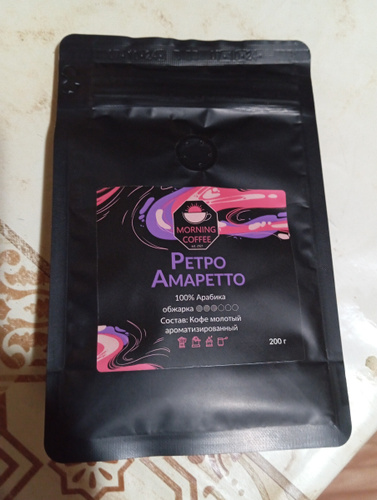 MORNING
COFFEE
РЕТРО
АМАРЕТТО
100% Арабика
обжарка
Состав: Кофе молотый
ароматизированный
200 г